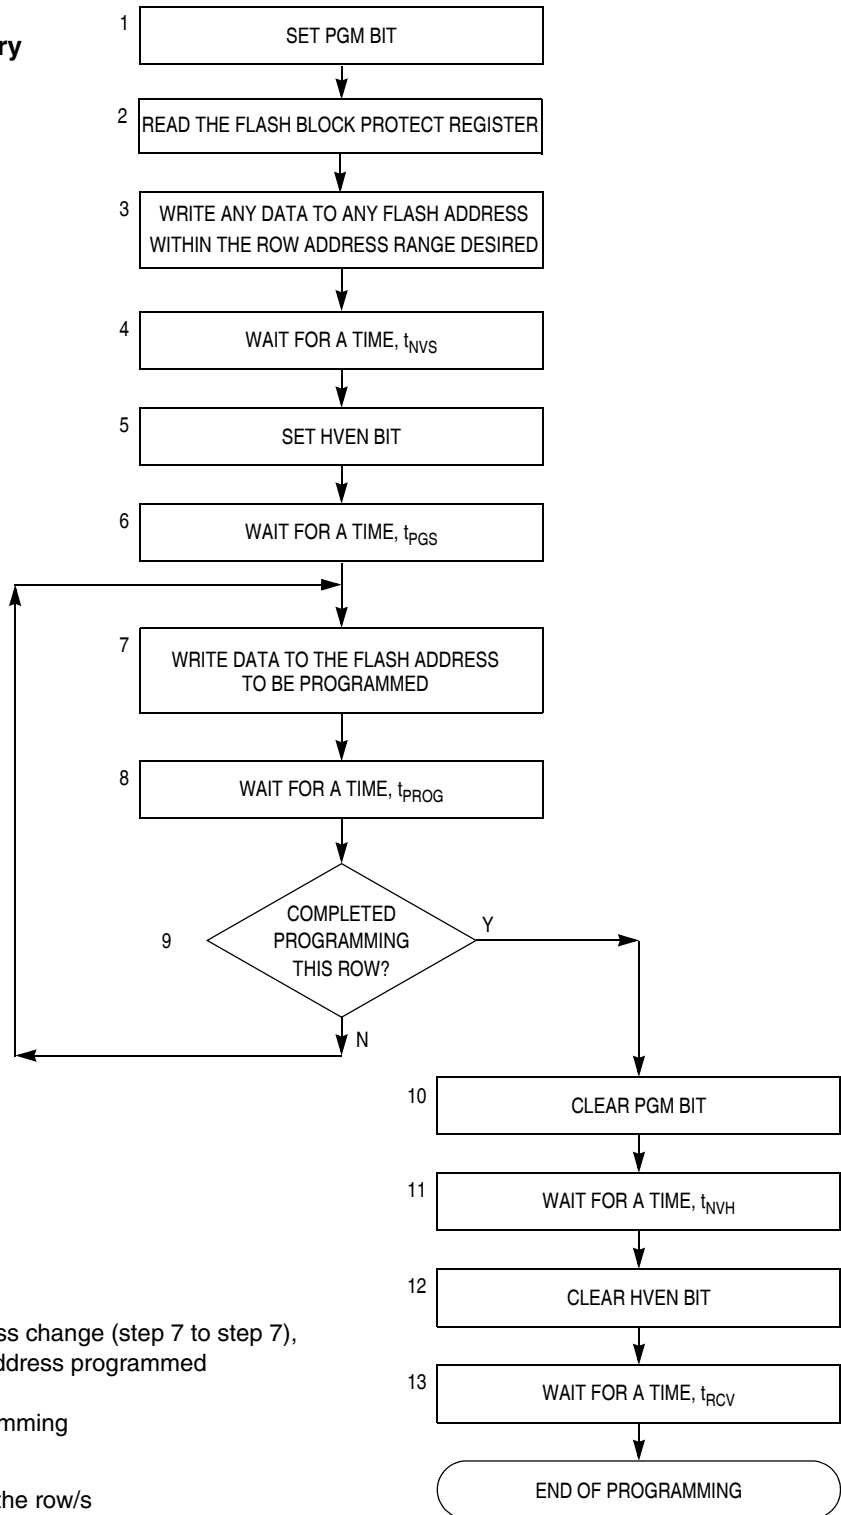 1
SET PGM BIT
2
READ THE FLASH BLOCK PROTECT REGISTER
3
WRITE ANY DATA TO ANY FLASH ADDRESS
WITHIN THE ROW ADDRESS RANGE DESIRED
4
WAIT FOR A TIME, tNVS
5
SET HVEN BIT
6
WAIT FOR A TIME, tPGS
7
WRITE DATA TO THE FLASH ADDRESS
TO BE PROGRAMMED
8
WAIT FOR A TIME, tPROG
9
COMPLETED
PROGRAMMING
THIS ROW?
Y
N
10
CLEAR PGM BIT
11
WAIT FOR A TIME, tNVH
12
CLEAR HVEN BIT
13
WAIT FOR A TIME, tRCV
END OF PROGRAMMING
change (step 7 to step 7),
programmed
the row/s